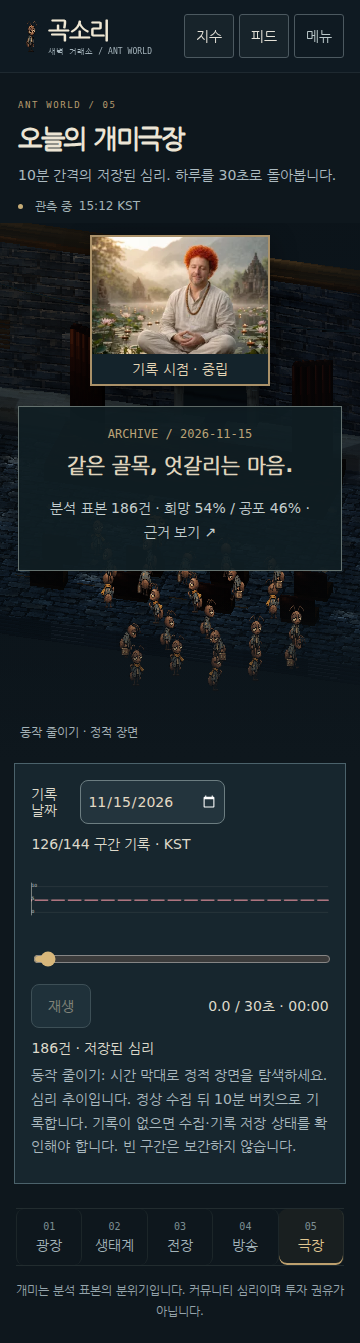 곡소리
새벽 거래소 / ANT WORLD
지수
피드
메뉴
ANT WORLD / 05
오늘의 개미극장
10분 간격의 저장된 심리. 하루를 30초로 돌아봅니다.
관측 중 15:12 KST
기록 시점 · 중립
ARCHIVE / 2026-11-15
같은 골목, 엇갈리는 마음.
분석 표본 186건 · 희망 54% / 공포 46% ·
근거 보기 ↗
동작 줄이기 · 정적 장면
기록
날짜
11/15/2026
126/144 구간 기록 · KST
재생
0.0 / 30초 · 00:00
186건 · 저장된 심리
동작 줄이기: 시간 막대로 정적 장면을 탐색하세요.
심리 추이입니다. 정상 수집 뒤 10분 버킷으로 기
록합니다. 기록이 없으면 수집·기록 저장 상태를 확
인해야 합니다. 빈 구간은 보간하지 않습니다.
01
광장
02
생태계
03
전장
04
방송
05
극장
개미는 분석 표본의 분위기입니다. 커뮤니티 심리이며 투자 권유가
아닙니다.